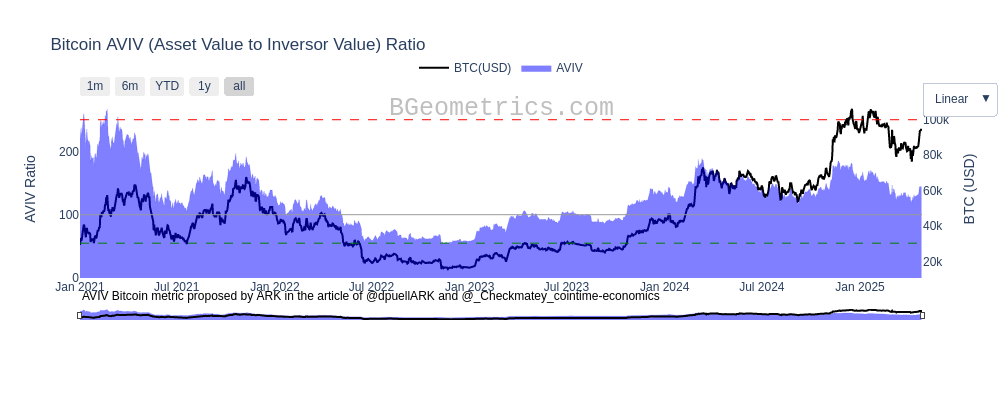 Bitcoin AVIV (Asset Value to Inversor Value) Ratio
BTC(USD) AVIV
1m 6m YTD 1y all
Linear ▼
BGeometrics.com
100k
200
80k
AVIV Ratio
BTC (USD)
60k
100
40k
20k
0
Jan 2021 Jul 2021 Jan 2022 Jul 2022 Jan 2023 Jul 2023 Jan 2024 Jul 2024 Jan 2025
AVIV Bitcoin metric proposed by ARK in the article of @dpuellARK and @_Checkmatey_cointime-economics